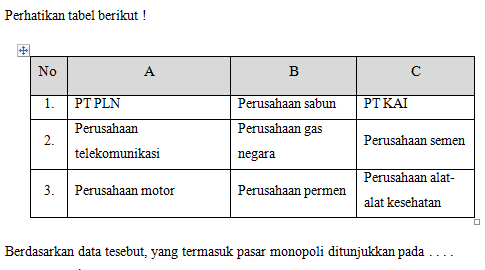 Perhatikan tabel berikut !
No A B C
1. PT PLN Perusahaan sabun PT KAI
2. Perusahaan telekomunikasi Perusahaan gas negara Perusahaan semen
3. Perusahaan motor Perusahaan permen Perusahaan alat-alat kesehatan
Berdasarkan data tesebut, yang termasuk pasar monopoli ditunjukkan pada . . . .